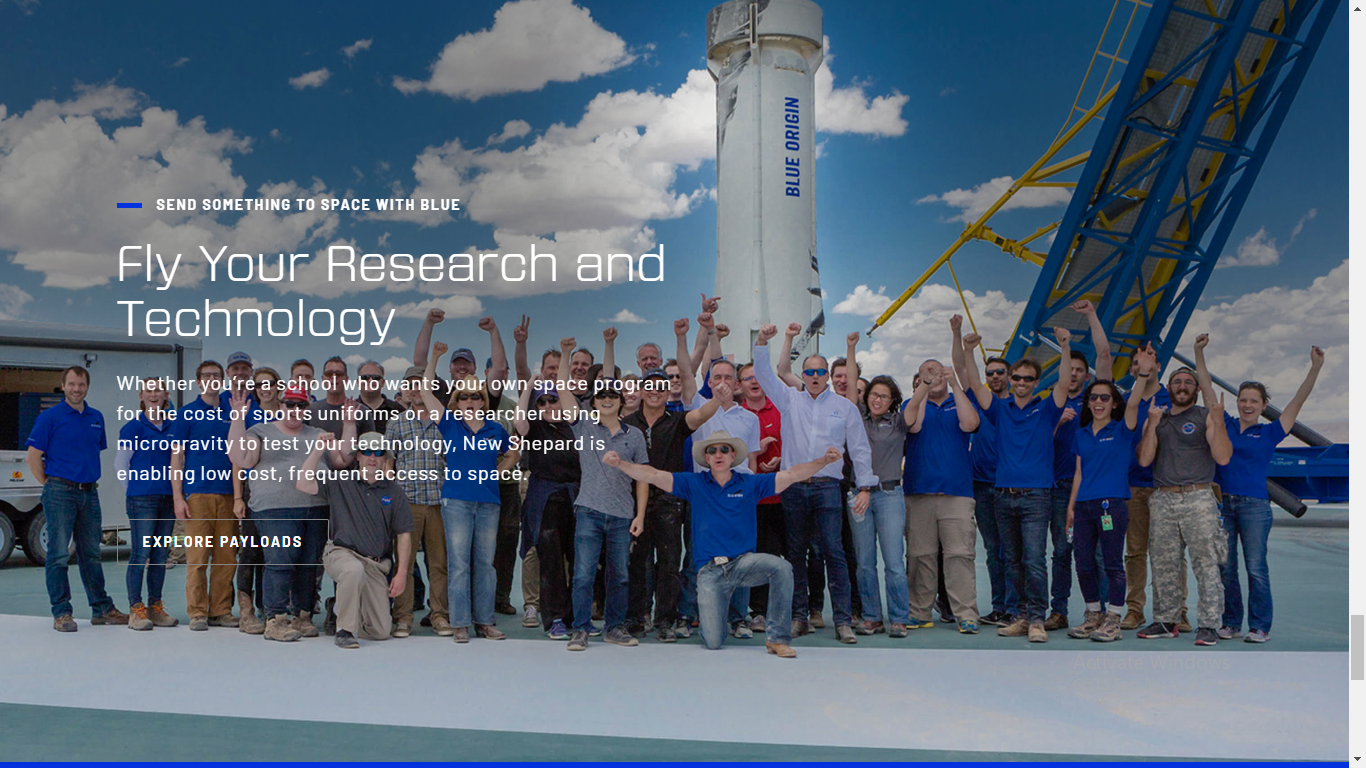 BLUE ORIGIN
SEND SOMETHING TO SPACE WITH BLUE
Fly Your Research and
Technology
Whether you're a school who wants your own space program
for the cost of sports uniforms or a researcher using
microgravity to test your technology, New Shepard is
enabling low cost, frequent access to space.
EXPLORE PAYLOADS
Activate Windows